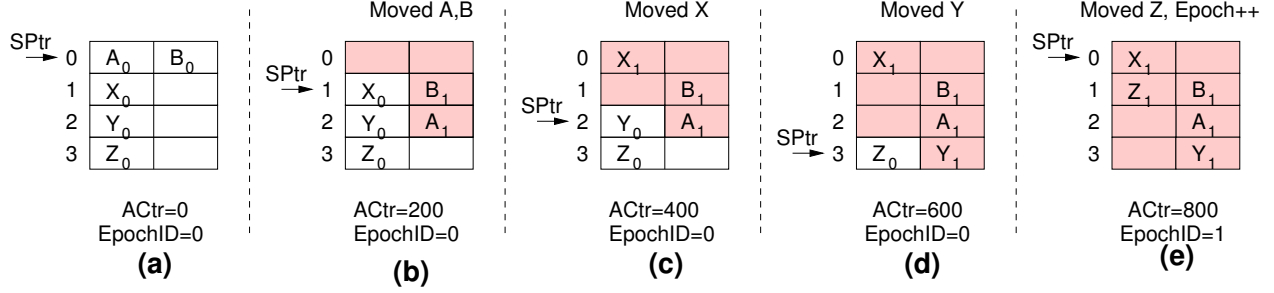 Moved A,B
Moved X
Moved Y
Moved Z, Epoch++
SPtr
0 A0 B0
1 X0
2 Y0
3 Z0
ACtr=0
EpochID=0
(a)
SPtr
0
1 X0 B1
2 Y0 A1
3 Z0
ACtr=200
EpochID=0
(b)
SPtr
0 X1
1 B1
2 Y0 A1
3 Z0
ACtr=400
EpochID=0
(c)
SPtr
0 X1
1 B1
2 A1
3 Z0 Y1
ACtr=600
EpochID=0
(d)
SPtr
0 X1
1 Z1 B1
2 A1
3 Y1
ACtr=800
EpochID=1
(e)